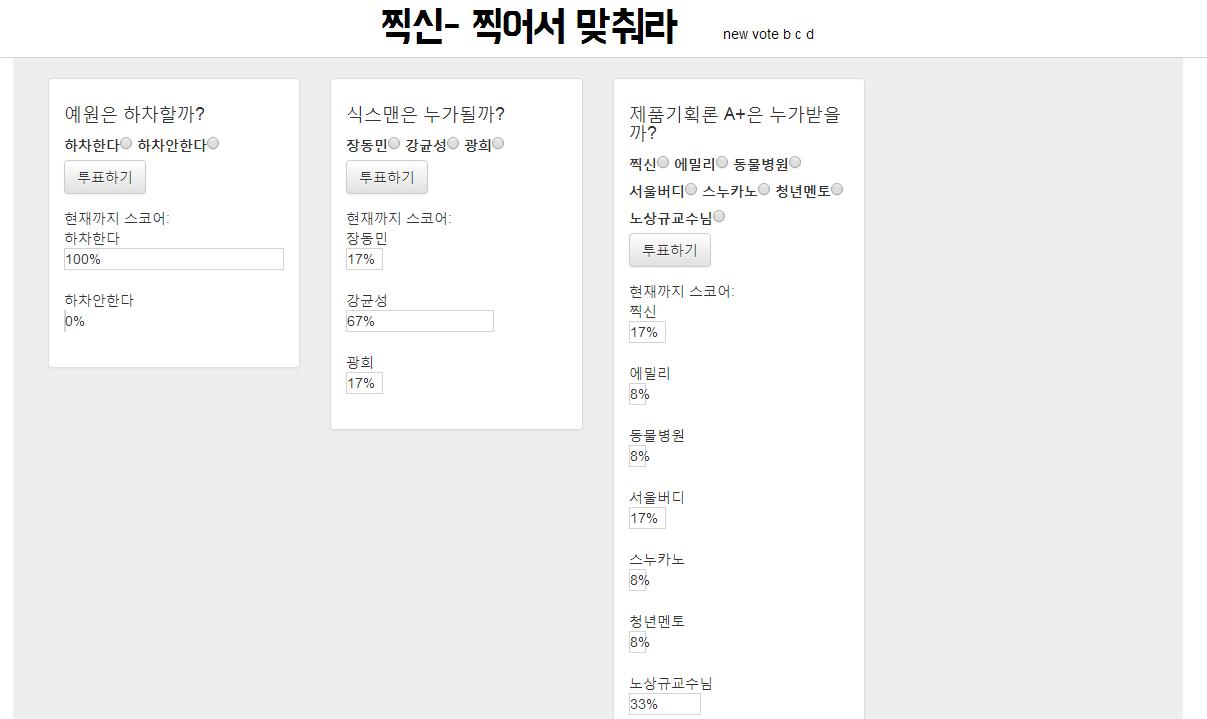 찍신- 찍어서 맞춰라
new vote b c d
예원은 하차할까?
하차한다 하차안한다
투표하기
현재까지 스코어:
하차한다
100%
하차안한다
0%
식스맨은 누가될까?
장동민 강균성 광희
투표하기
현재까지 스코어:
장동민
17%
강균성
67%
광희
17%
제품기획론 A+은 누가받을
까?
찍신 에밀리 동물병원
서울버디 스누카노 청년멘토
노상규교수님
투표하기
현재까지 스코어:
찍신
17%
에밀리
8%
동물병원
8%
서울버디
17%
스누카노
8%
청년멘토
8%
노상규교수님
33%